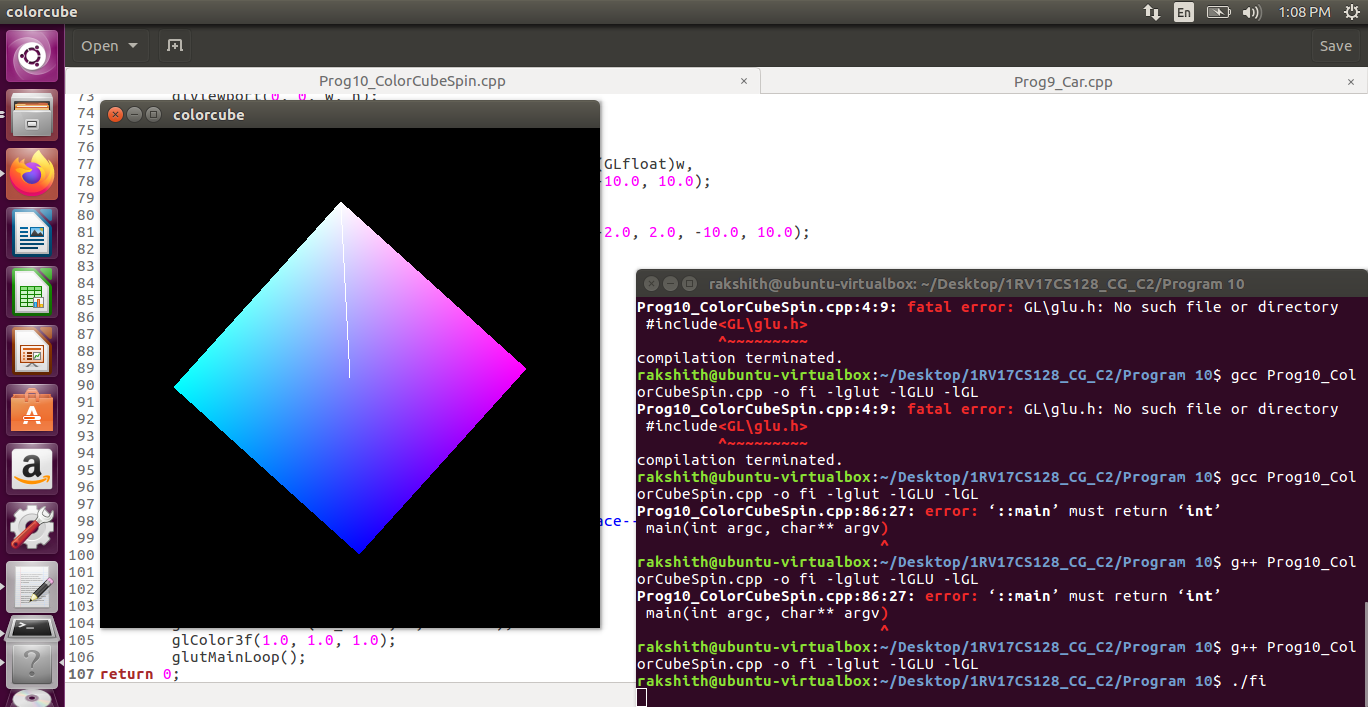 colorcube
En
1:08 PM
Open
Save
Prog10_ColorCubeSpin.cpp ×
Prog9_Car.cpp ×
73 glViewport(0, 0, w, h);
74
75
76
77 (GLfloat)w,
78 -10.0, 10.0);
79
80
81 -2.0, 2.0, -10.0, 10.0);
82
83
84
85
86
87
88
89
90
91
92
93
94
95
96
97
98 ace--
99
100
101
102
103
104
105 glColor3f(1.0, 1.0, 1.0);
106 glutMainLoop();
107 return 0;
colorcube
rakshith@ubuntu-virtualbox: ~/Desktop/1RV17CS128_CG_C2/Program 10
Prog10_ColorCubeSpin.cpp:4:9: fatal error: GL\glu.h: No such file or directory
#include<GL\glu.h>
^~~~~~~~~~
compilation terminated.
rakshith@ubuntu-virtualbox:~/Desktop/1RV17CS128_CG_C2/Program 10$ gcc Prog10_Col
orCubeSpin.cpp -o fi -lglut -lGLU -lGL
Prog10_ColorCubeSpin.cpp:4:9: fatal error: GL\glu.h: No such file or directory
#include<GL\glu.h>
^~~~~~~~~~
compilation terminated.
rakshith@ubuntu-virtualbox:~/Desktop/1RV17CS128_CG_C2/Program 10$ gcc Prog10_Col
orCubeSpin.cpp -o fi -lglut -lGLU -lGL
Prog10_ColorCubeSpin.cpp:86:27: error: ‘::main’ must return ‘int’
main(int argc, char** argv)
^
rakshith@ubuntu-virtualbox:~/Desktop/1RV17CS128_CG_C2/Program 10$ g++ Prog10_Col
orCubeSpin.cpp -o fi -lglut -lGLU -lGL
Prog10_ColorCubeSpin.cpp:86:27: error: ‘::main’ must return ‘int’
main(int argc, char** argv)
^
rakshith@ubuntu-virtualbox:~/Desktop/1RV17CS128_CG_C2/Program 10$ g++ Prog10_Col
orCubeSpin.cpp -o fi -lglut -lGLU -lGL
rakshith@ubuntu-virtualbox:~/Desktop/1RV17CS128_CG_C2/Program 10$ ./fi